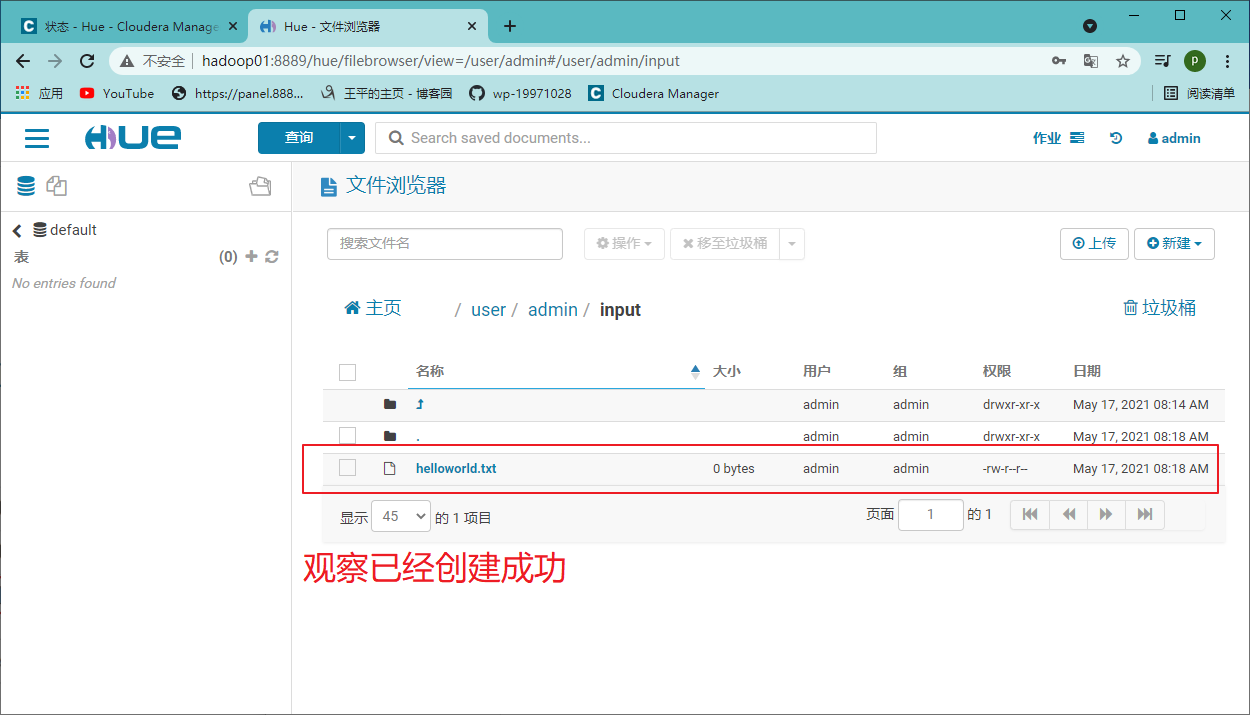 状态 - Hue - Cloudera Manage
Hue - 文件浏览器
不安全 hadoop01:8889/hue/filebrowser/view=/user/admin#/user/admin/input
P
应用 YouTube https://panel.888... 王平的主页 - 博客园 wp-19971028 Cloudera Manager 阅读清单
HUE 查询 Search saved documents... 作业 admin
文件浏览器
default
表 (0)
No entries found
搜索文件名 操作 移至垃圾桶 上传 新建
主页 / user / admin / input 垃圾桶
名称 大小 用户 组 权限 日期
admin admin drwxr-xr-x May 17, 2021 08:14 AM
. admin admin drwxr-xr-x May 17, 2021 08:18 AM
helloworld.txt 0 bytes admin admin -rw-r--r-- May 17, 2021 08:18 AM
显示 45 的 1 项目 页面 1 的 1
观察已经创建成功